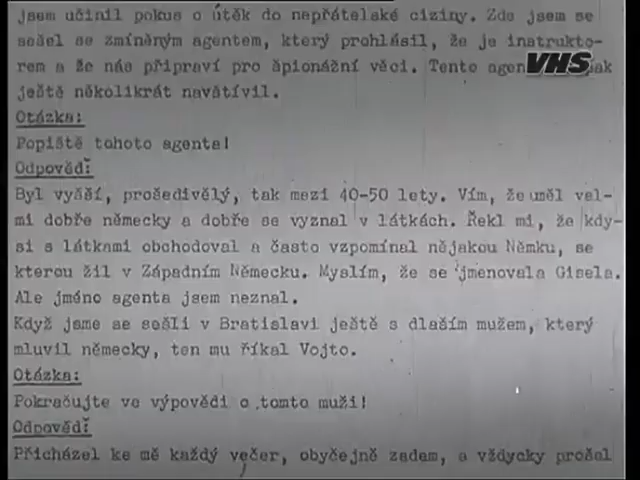 jsem učinil pokus o útěk do nepřátelské ciziny. Zde jsem se
sešel se zmíněným agentem, který prohlásil, že je instrukto-
rem a že nás připraví pro špionážní věci. Tento agen VHS ak
ještě několikrát navštívil.
Otázka:
Popiště tohoto agenta!
Odpověď:
Byl vyšší, prošedivělý, tak mezi 40-50 lety. Vím, že uměl vel-
mi dobře německy a dobře se vyznal v látkách. Řekl mi, že kdy-
si s látkami obchodoval a často vzpomínal nějakou Němku, se
kterou žil v Západním Německu. Myslím, že se jmenovala Gisela.
Ale jméno agenta jsem neznal.
Když jsme se sešli v Bratislavi ještě s dlaším mužem, který
mluvil německy, ten mu říkal Vojto.
Otázka:
Pokračujte ve výpovědi o tomto muži!
Odpověď:
Přicházel ke mě každý večer, obyčejně zadem, a vždycky prošel